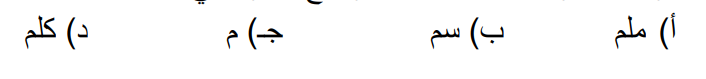 أ) ملم ب) سم جـ) م د) كلم